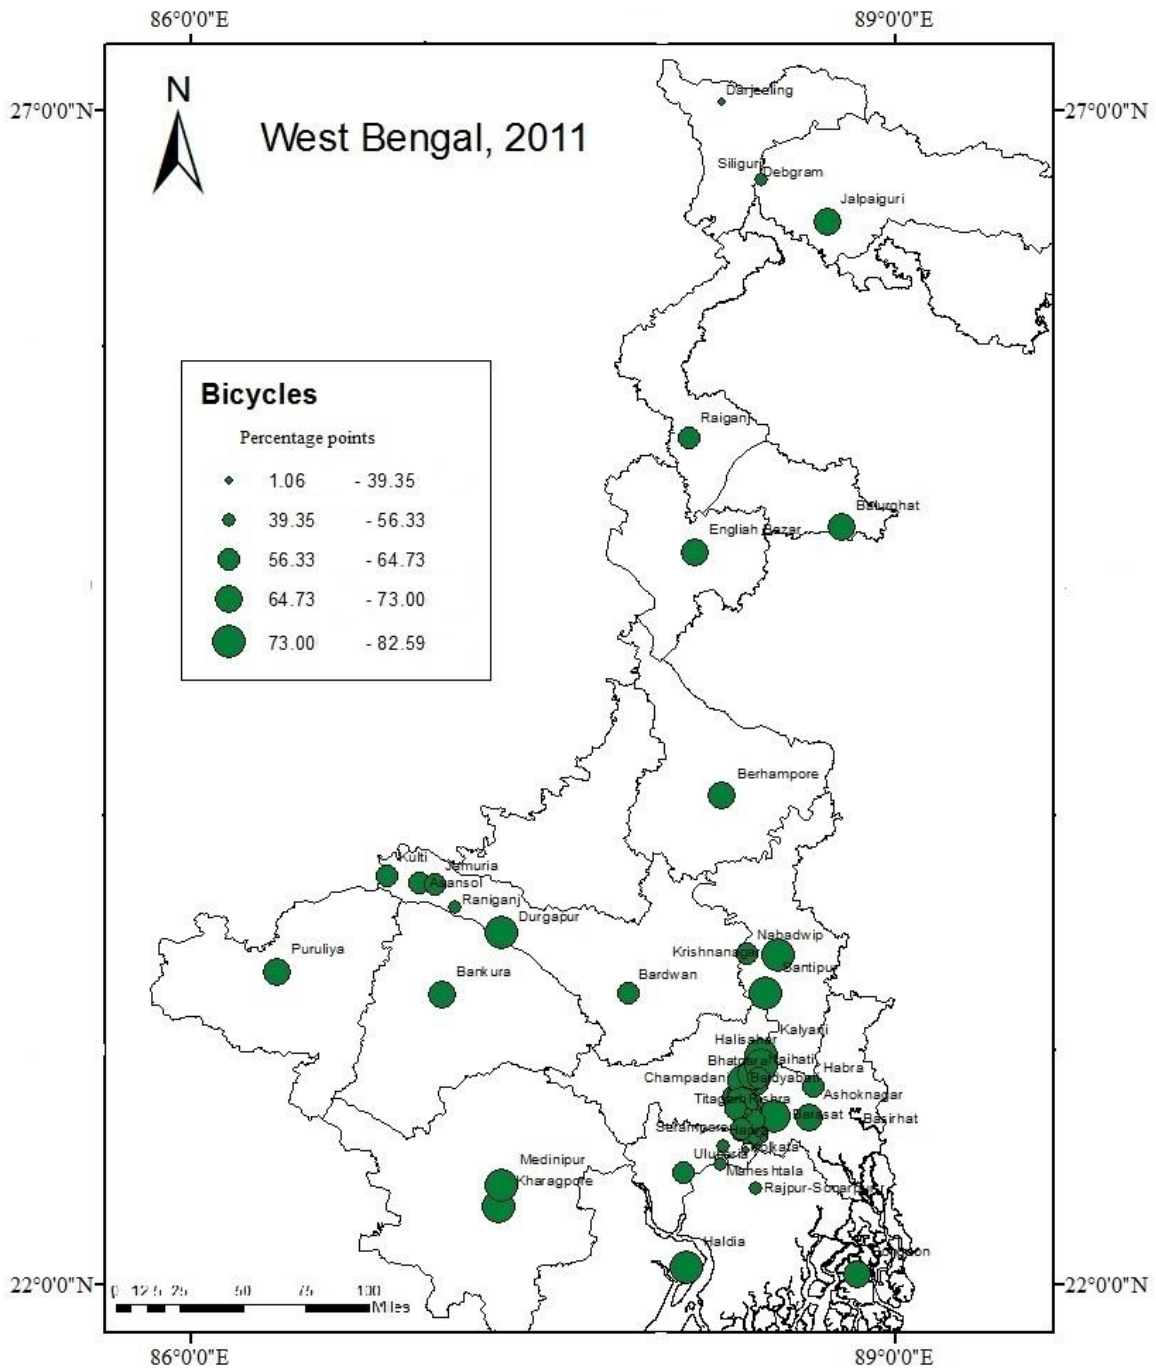 86°0'0"E
89°0'0"E
27°0'0"N
27°0'0"N
N
West Bengal, 2011
Darjeeling
Siliguri
Debgram
Jalpaiguri
Bicycles
Percentage points
1.06 - 39.35
39.35 - 56.33
56.33 - 64.73
64.73 - 73.00
73.00 - 82.59
Raiganj
Balurghat
Engliah Bazar
Berhampore
Kulti
Jamuria
Asansol
Raniganj
Durgapur
Puruliya
Bankura
Bardwan
Nabadwip
Krishnanagar
Santipur
Kalyani
Halisahar
Bhatpara
Naihati
Habra
Champadani
Baidyabati
Ashoknagar
Titagarh
Rishra
Barasat
Basirhat
Serampore
Kolkata
Uluberia
Maheshtala
Rajpur-Sonarpur
Medinipur
Kharagpore
Haldia
22°0'0"N
22°0'0"N
0 12.5 25 50 75 100
Miles
86°0'0"E
89°0'0"E